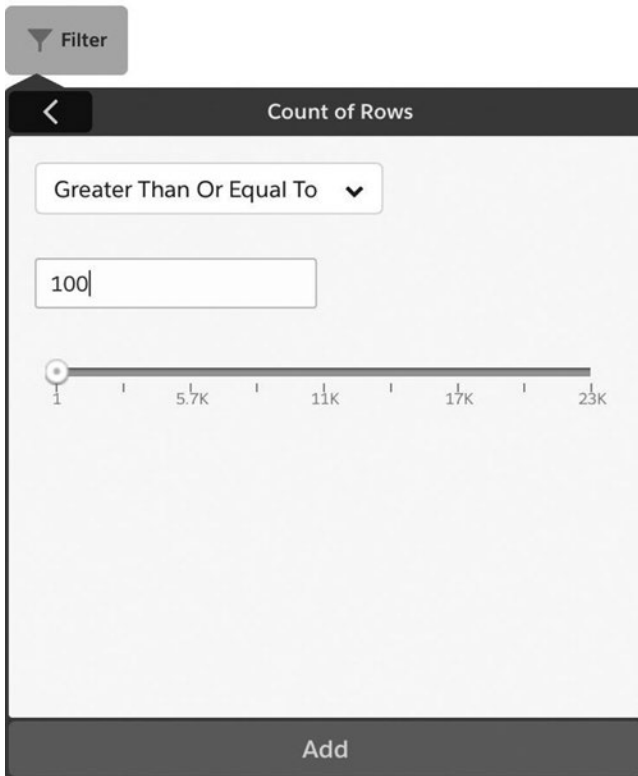 Filter
Count of Rows
Greater Than Or Equal To
100
1 5.7K 11K 17K 23K
Add